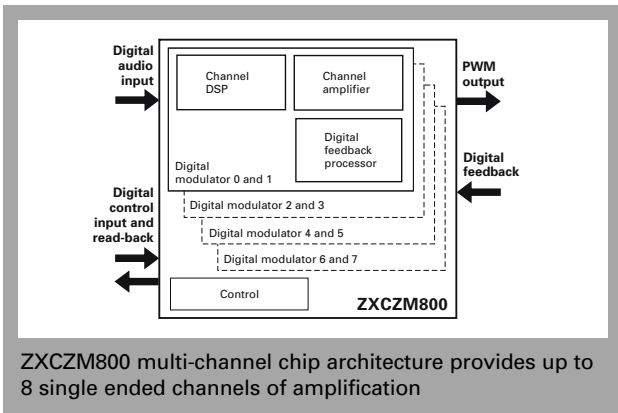 Digital
audio
input
Channel
DSP
Channel
amplifier
Digital
feedback
processor
Digital
modulator 0 and 1
PWM
output
Digital
feedback
Digital
control
input and
read-back
Digital modulator 2 and 3
Digital modulator 4 and 5
Digital modulator 6 and 7
Control
ZXCZM800
ZXCZM800 multi-channel chip architecture provides up to
8 single ended channels of amplification